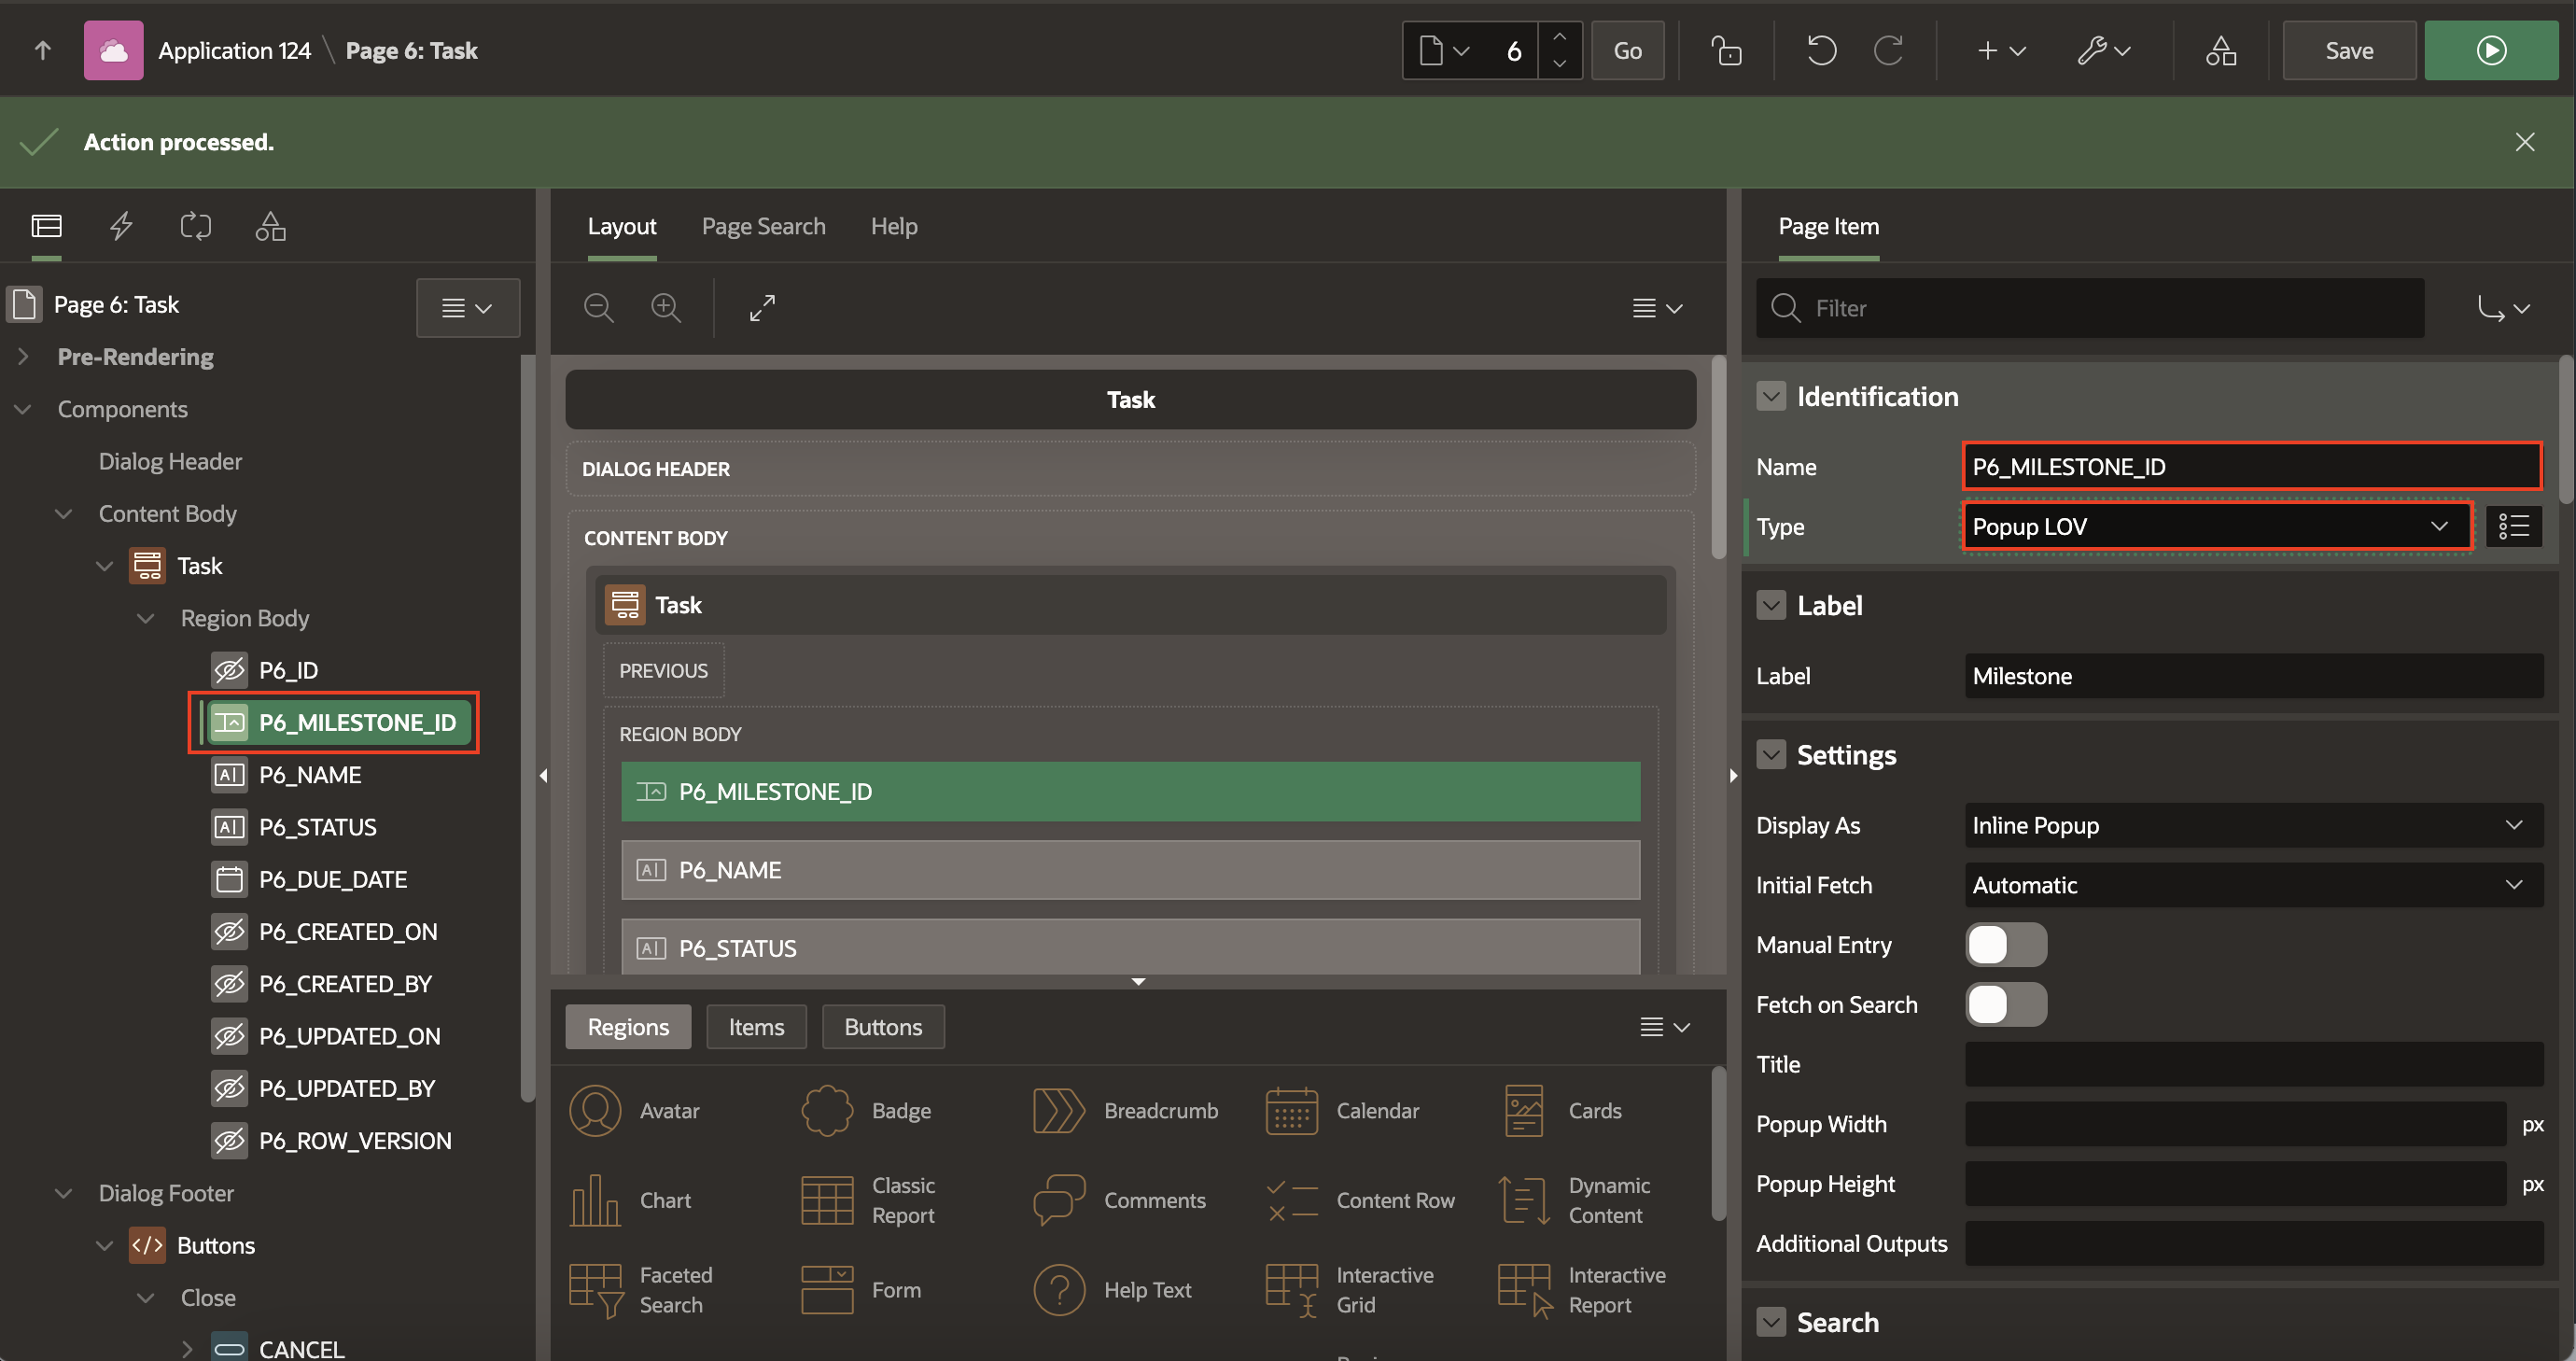 Application 124 \ Page 6: Task
6
Go
Save
Action processed.
Page 6: Task
Pre-Rendering
Components
Dialog Header
Content Body
Task
Region Body
P6_ID
P6_MILESTONE_ID
P6_NAME
P6_STATUS
P6_DUE_DATE
P6_CREATED_ON
P6_CREATED_BY
P6_UPDATED_ON
P6_UPDATED_BY
P6_ROW_VERSION
Dialog Footer
Buttons
Close
CANCEL
Layout
Page Search
Help
Task
DIALOG HEADER
CONTENT BODY
Task
PREVIOUS
REGION BODY
P6_MILESTONE_ID
P6_NAME
P6_STATUS
Regions
Items
Buttons
Avatar
Badge
Breadcrumb
Calendar
Cards
Chart
Classic
Report
Comments
Content Row
Dynamic
Content
Faceted
Search
Form
Help Text
Interactive
Grid
Interactive
Report
Page Item
Filter
Identification
Name
P6_MILESTONE_ID
Type
Popup LOV
Label
Label
Milestone
Settings
Display As
Inline Popup
Initial Fetch
Automatic
Manual Entry
Fetch on Search
Title
Popup Width
px
Popup Height
px
Additional Outputs
Search